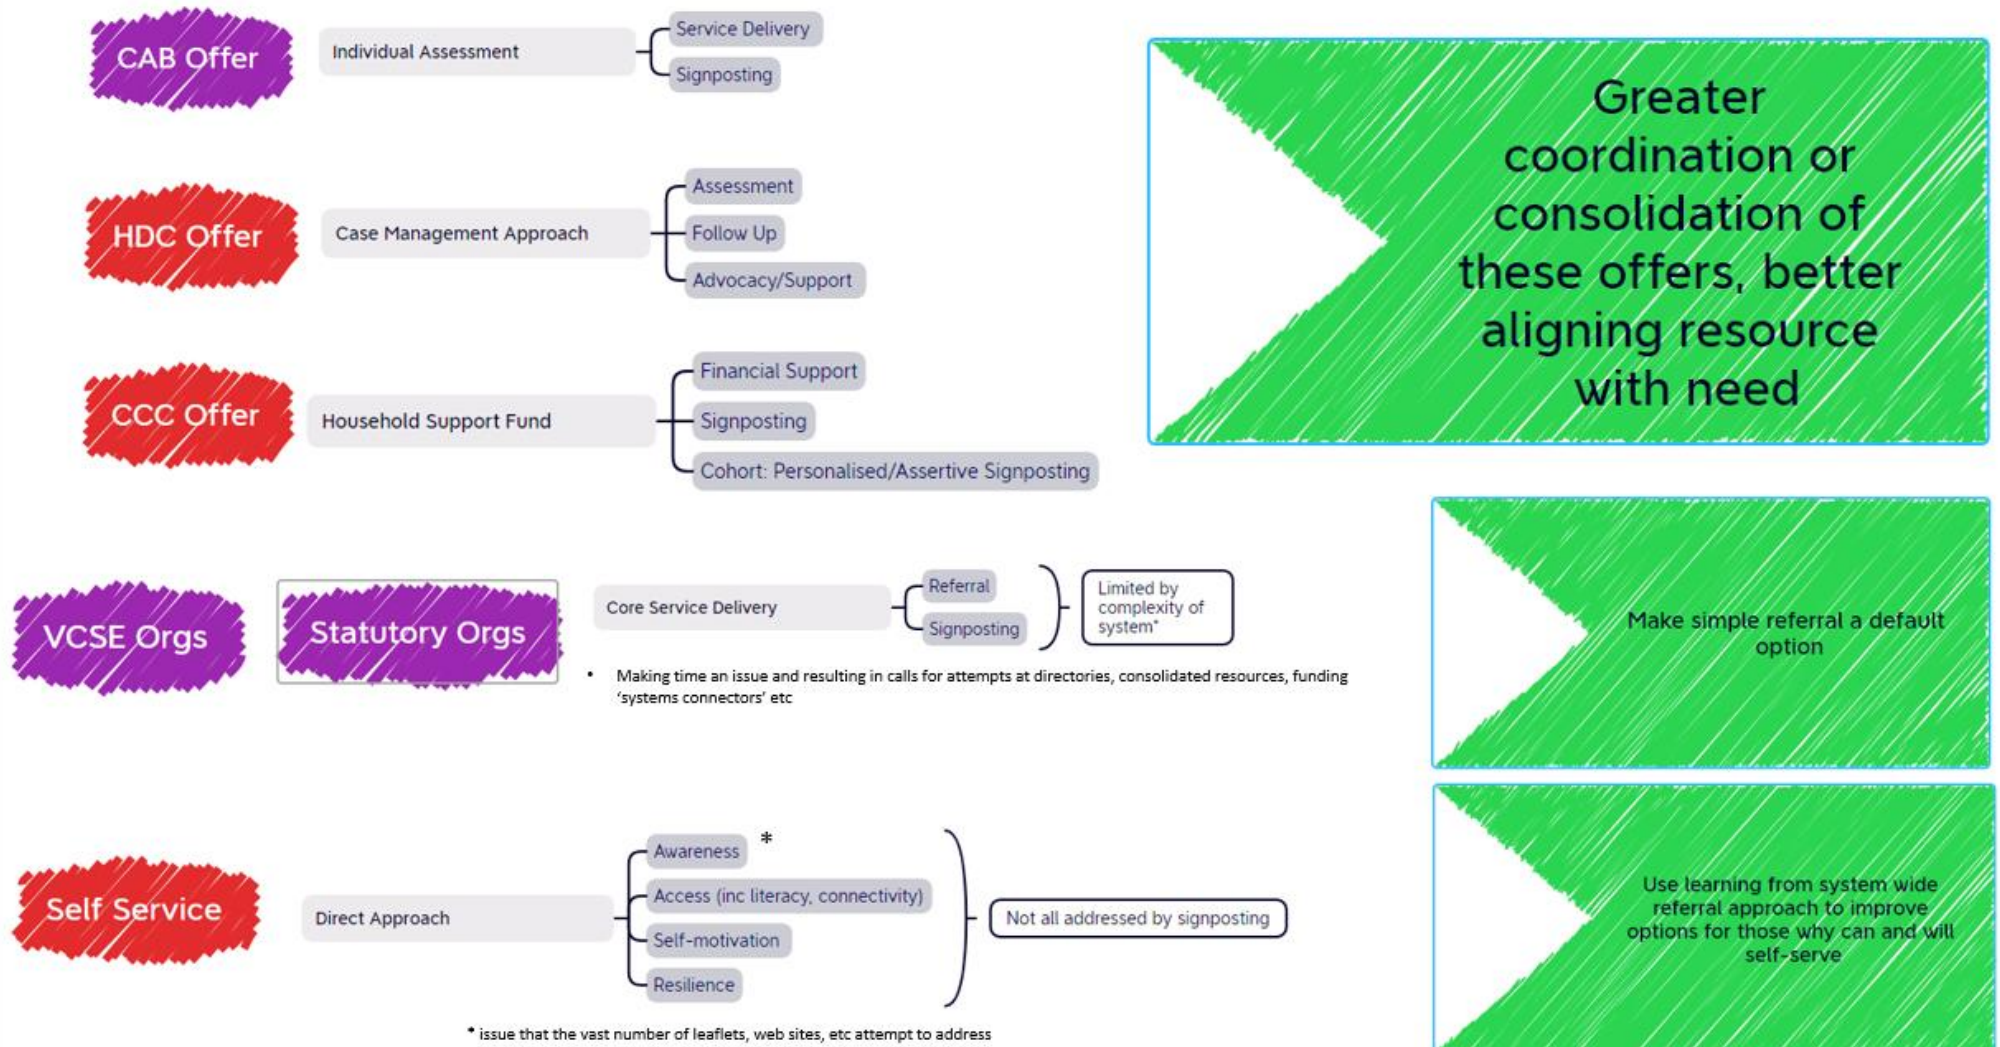 CAB Offer
Individual Assessment
Service Delivery
Signposting
HDC Offer
Case Management Approach
Assessment
Follow Up
Advocacy/Support
CCC Offer
Household Support Fund
Financial Support
Signposting
Cohort: Personalised/Assertive Signposting
Greater
coordination or
consolidation of
these offers, better
aligning resource
with need
VCSE Orgs
Statutory Orgs
Core Service Delivery
Referral
Signposting
Limited by
complexity of
system*
• Making time an issue and resulting in calls for attempts at directories, consolidated resources, funding
‘systems connectors’ etc
Make simple referral a default
option
Self Service
Direct Approach
Awareness *
Access (inc literacy, connectivity)
Self-motivation
Resilience
Not all addressed by signposting
* issue that the vast number of leaflets, web sites, etc attempt to address
Use learning from system wide
referral approach to improve
options for those why can and will
self-serve